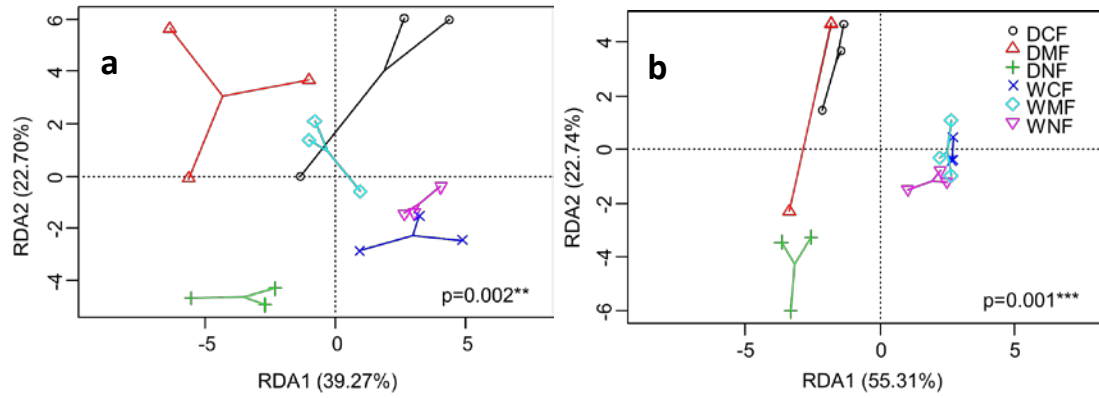 a
RDA2 (22.70%)
6
4
2
0
-2
-4
p=0.002**
-5
0
5
RDA1 (39.27%)
b
RDA2 (22.74%)
4
2
0
-2
-4
-6
DCF
DMF
DNF
WCF
WMF
WNF
p=0.001***
-5
0
5
RDA1 (55.31%)